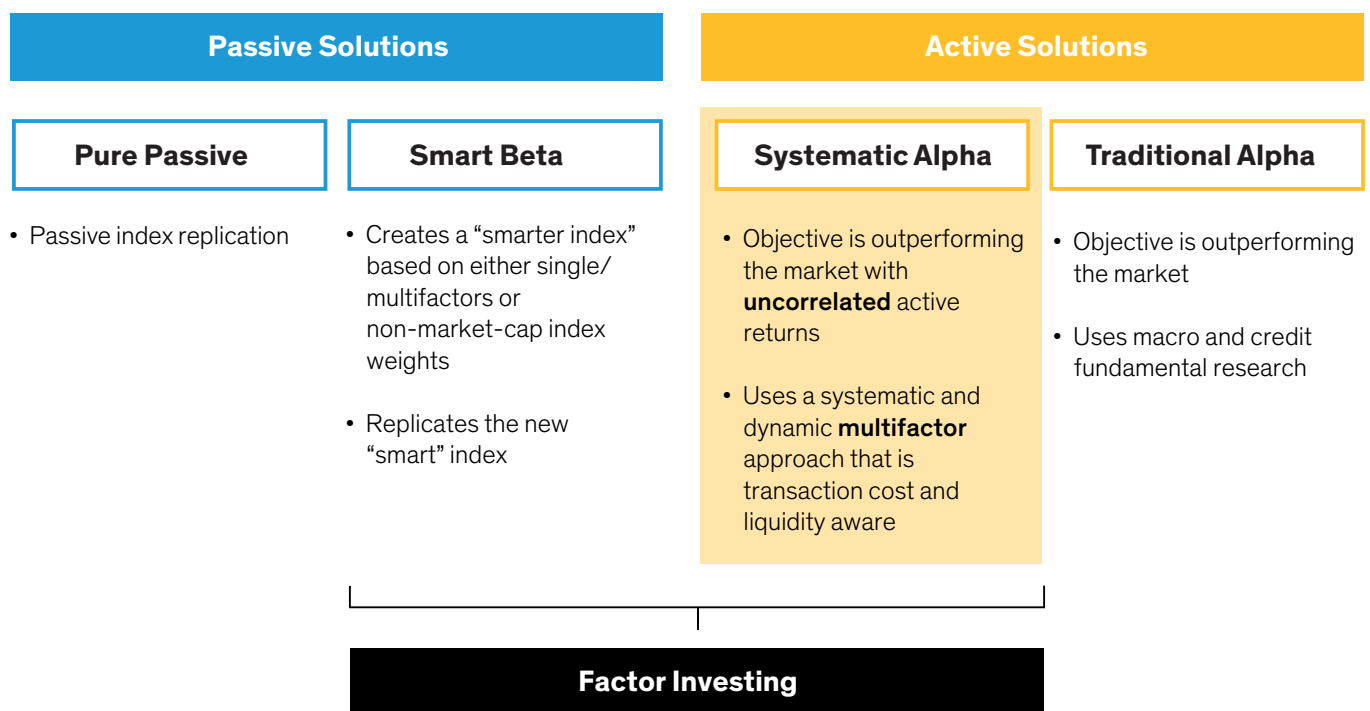 Passive Solutions
Active Solutions
Pure Passive
Smart Beta
Systematic Alpha
Traditional Alpha
• Passive index replication
• Creates a “smarter index”
based on either single/
multifactors or
non-market-cap index
weights
• Replicates the new
“smart” index
• Objective is outperforming
the market with
uncorrelated active
returns
• Uses a systematic and
dynamic multifactor
approach that is
transaction cost and
liquidity aware
• Objective is outperforming
the market
• Uses macro and credit
fundamental research
Factor Investing